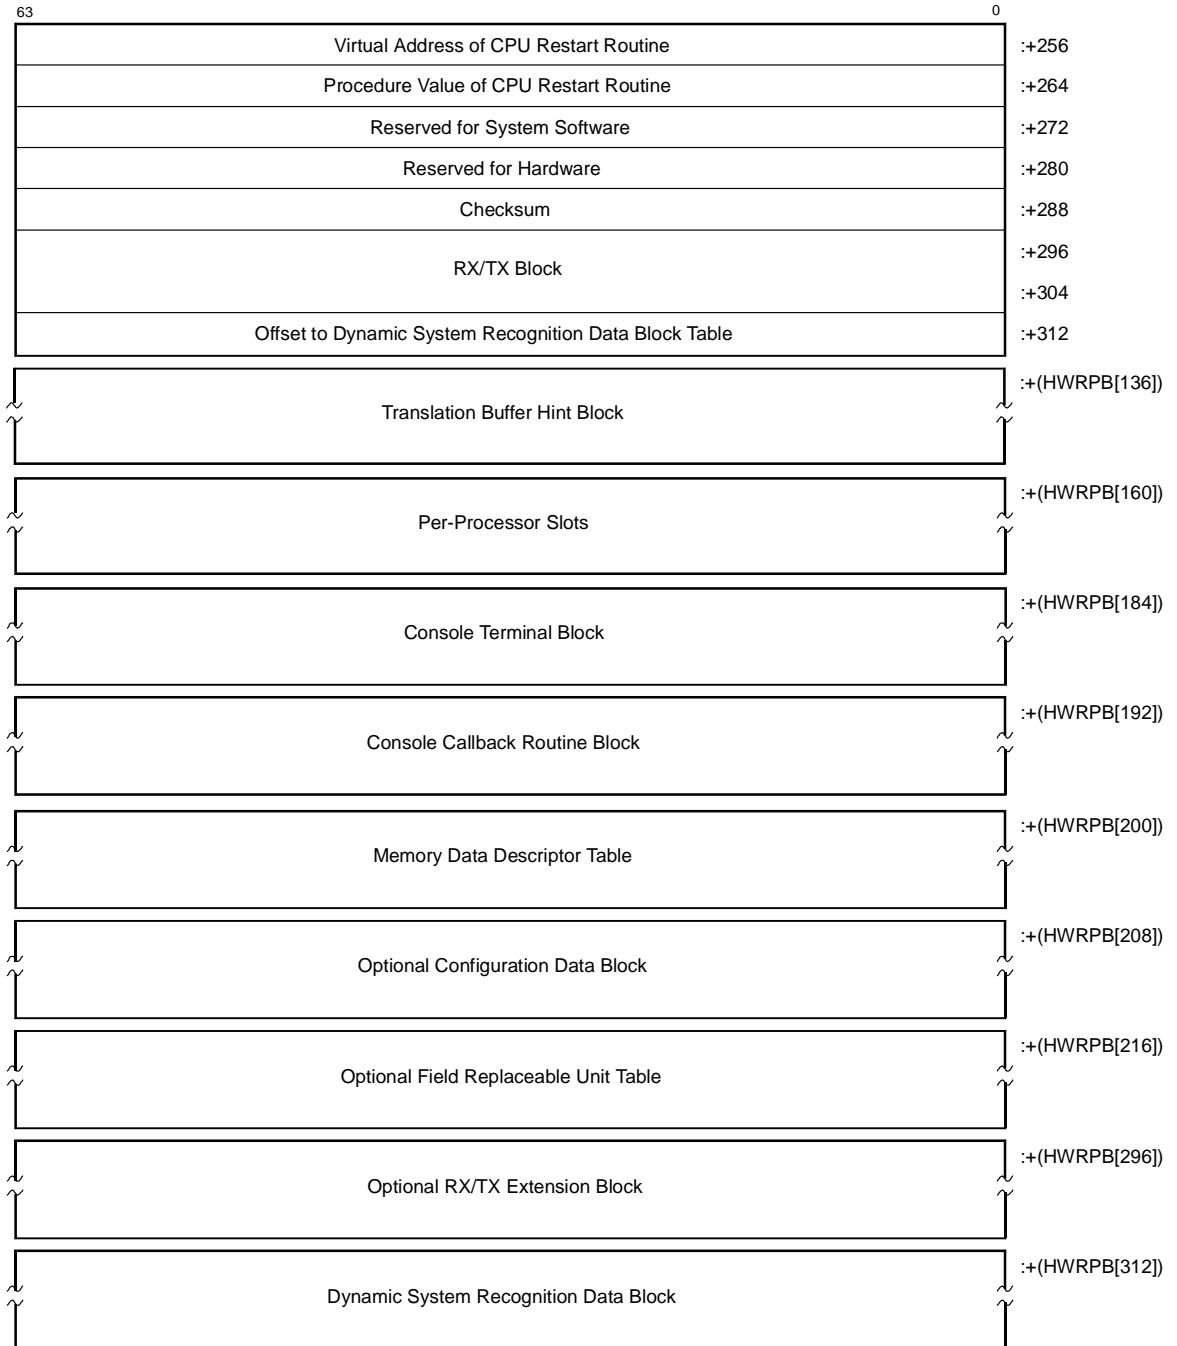 63 0
Virtual Address of CPU Restart Routine :+256
Procedure Value of CPU Restart Routine :+264
Reserved for System Software :+272
Reserved for Hardware :+280
Checksum :+288
:+296
RX/TX Block
:+304
Offset to Dynamic System Recognition Data Block Table :+312
:+(HWRPB[136])
Translation Buffer Hint Block
:+(HWRPB[160])
Per-Processor Slots
:+(HWRPB[184])
Console Terminal Block
:+(HWRPB[192])
Console Callback Routine Block
:+(HWRPB[200])
Memory Data Descriptor Table
:+(HWRPB[208])
Optional Configuration Data Block
:+(HWRPB[216])
Optional Field Replaceable Unit Table
:+(HWRPB[296])
Optional RX/TX Extension Block
:+(HWRPB[312])
Dynamic System Recognition Data Block